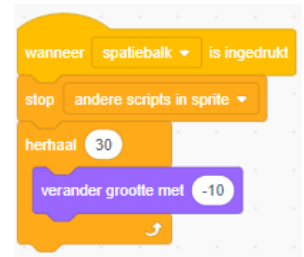 wanneer spatiebalk is ingedrukt
stop andere scripts in sprite
herhaal 30
verander grootte met -10